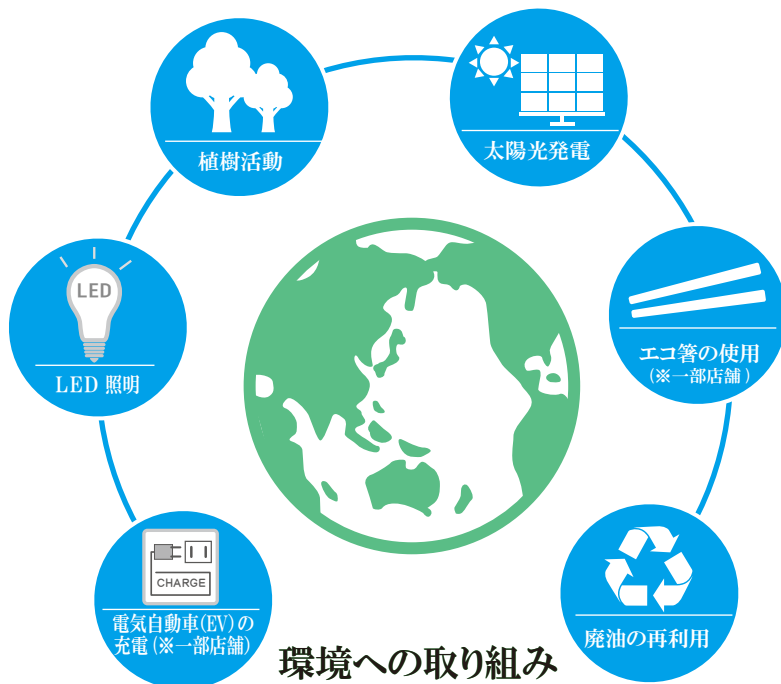 植樹活動
太陽光発電
LED
LED 照明
エコ箸の使用
(※一部店舗)
CHARGE
電気自動車(EV)の
充電(※一部店舗)
廃油の再利用
環境への取り組み